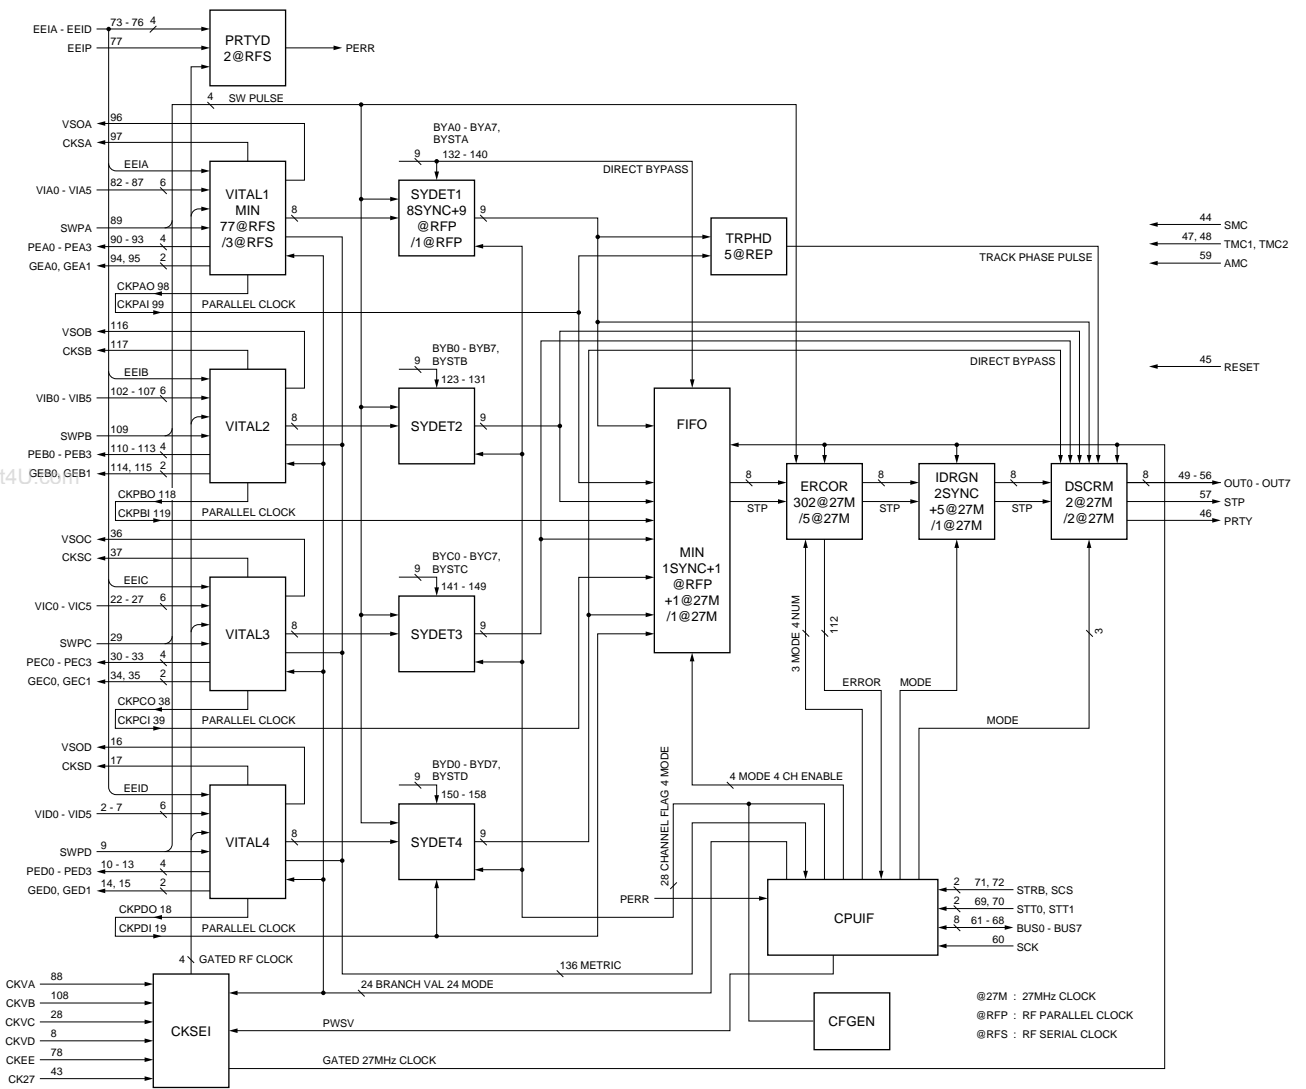 EEIA - EEID 73 - 76 4
EEIP 77
PRTYD
2@RFS
PERR
4 SW PULSE
VSOA 96
CKSA 97
EEIA
VIA0 - VIA5 82 - 87 6
SWPA 89
PEA0 - PEA3 90 - 93 4
GEA0, GEA1 94, 95 2
VITAL1
MIN
77@RFS
/3@RFS
8
CKPAO 98
CKPAI 99 PARALLEL CLOCK
BYA0 - BYA7,
BYSTA
9 132 - 140
SYDET1
8SYNC+9
@RFP
/1@RFP
9
DIRECT BYPASS
TRPHD
5@REP
TRACK PHASE PULSE
44 SMC
47, 48 TMC1, TMC2
59 AMC
VSOB 116
CKSB 117
EEIB
VIB0 - VIB5 102 - 107 6
SWPB 109
PEB0 - PEB3 110 - 113 4
GEB0, GEB1 114, 115 2
t4U.com
VITAL2
8
CKPBO 118
CKPBI 119 PARALLEL CLOCK
BYB0 - BYB7,
BYSTB
9 123 - 131
SYDET2
9
DIRECT BYPASS
45 RESET
FIFO
MIN
1SYNC+1
@RFP
+1@27M
/1@27M
8
STP
ERCOR
302@27M
/5@27M
8
STP
IDRGN
2SYNC
+5@27M
/1@27M
8
STP
DSCRM
2@27M
/2@27M
8 49 - 56 OUT0 - OUT7
57 STP
46 PRTY
VSOC 36
CKSC 37
EEIC
VIC0 - VIC5 22 - 27 6
SWPC 29
PEC0 - PEC3 30 - 33 4
GEC0, GEC1 34, 35 2
VITAL3
8
CKPCO 38
CKPCI 39 PARALLEL CLOCK
BYC0 - BYC7,
BYSTC
9 141 - 149
SYDET3
9
3 MODE 4 NUM
112
3
ERROR
MODE
MODE
VSOD 16
CKSD 17
EEID
VID0 - VID5 2 - 7 6
SWPD 9
PED0 - PED3 10 - 13 4
GED0, GED1 14, 15 2
VITAL4
8
CKPDO 18
CKPDI 19 PARALLEL CLOCK
BYD0 - BYD7,
BYSTD
9 150 - 158
SYDET4
9
28 CHANNEL FLAG 4 MODE
4 MODE 4 CH ENABLE
PERR
CPUIF
2 71, 72 STRB, SCS
2 69, 70 STT0, STT1
8 61 - 68 BUS0 - BUS7
60 SCK
4 GATED RF CLOCK
136 METRIC
24 BRANCH VAL 24 MODE
PWSV
GATED 27MHz CLOCK
CKVA 88
CKVB 108
CKVC 28
CKVD 8
CKEE 78
CK27 43
CKSEI
CFGEN
@27M : 27MHz CLOCK
@RFP : RF PARALLEL CLOCK
@RFS : RF SERIAL CLOCK